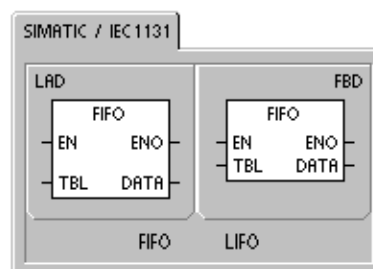 SIMATIC / IEC1131
LAD
FBD
FIFO
EN ENO
TBL DATA
FIFO
EN ENO
TBL DATA
FIFO LIFO